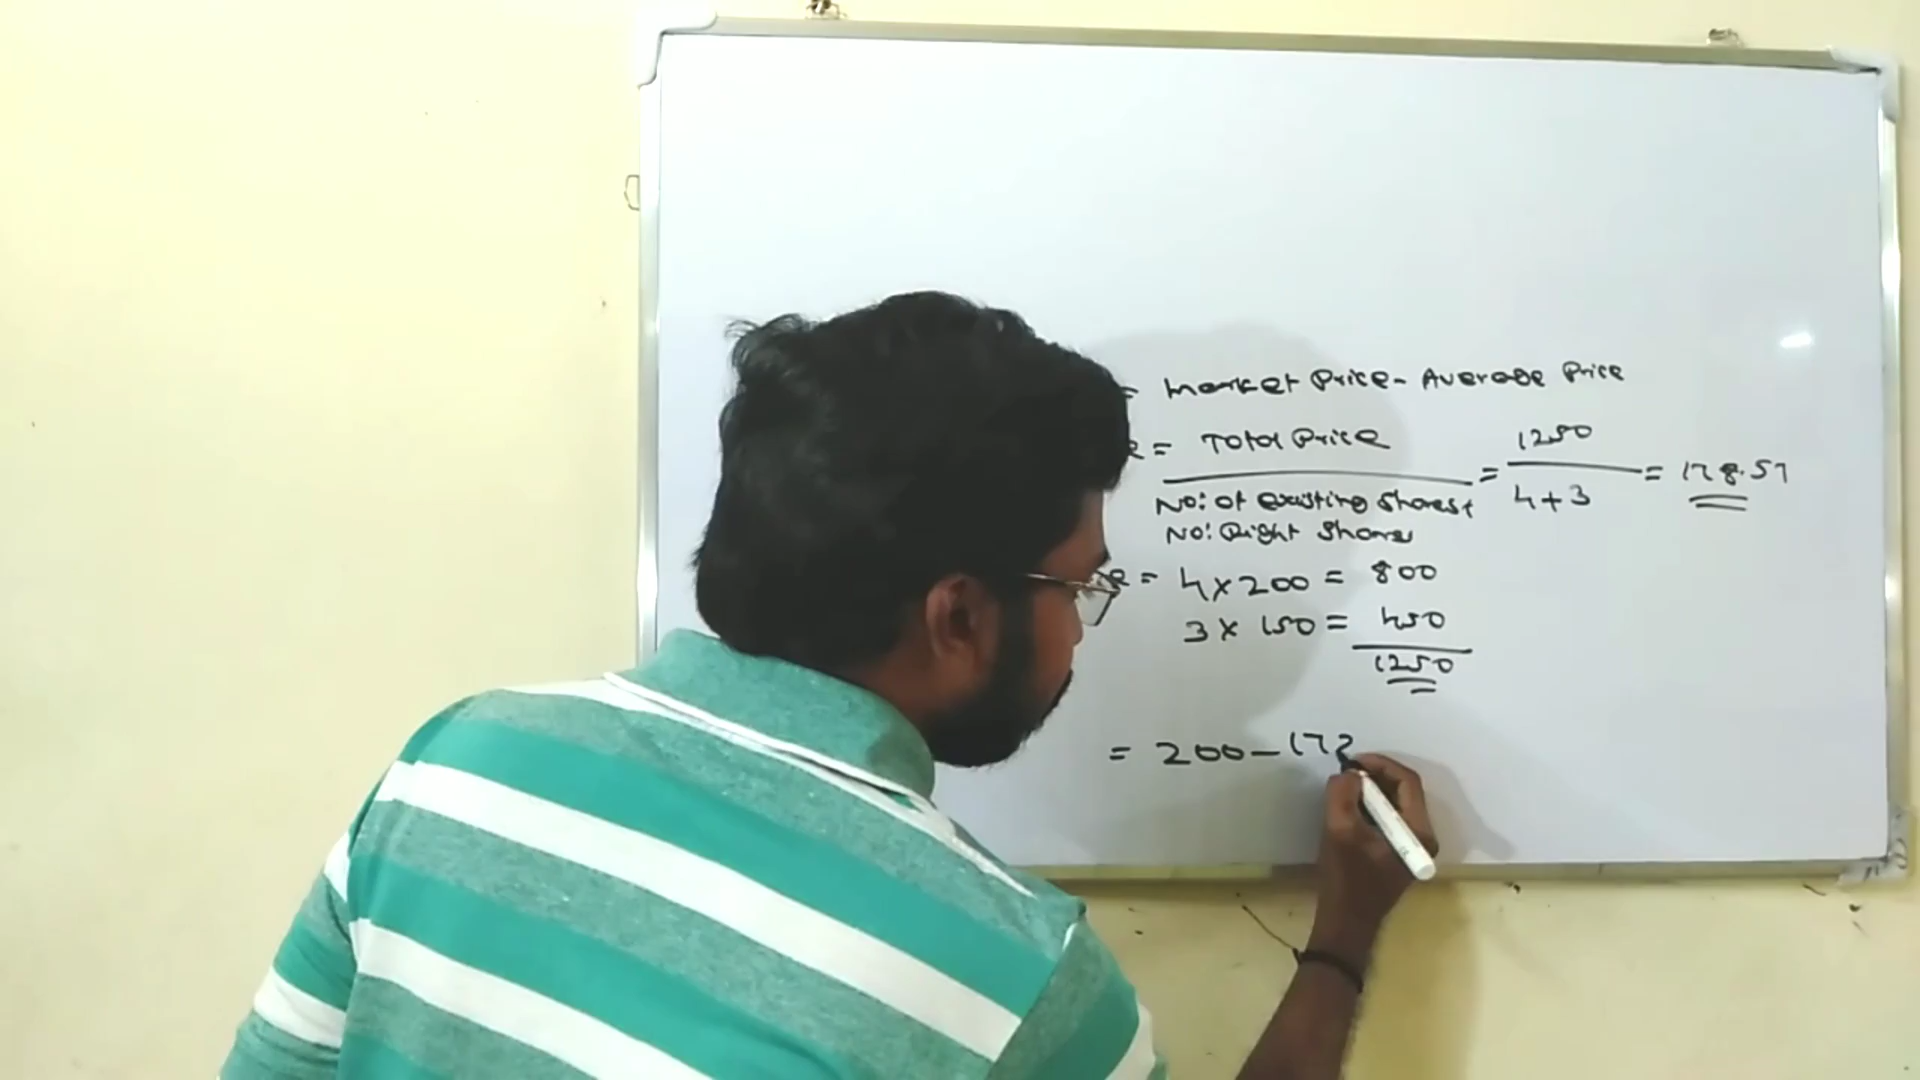 = Market Price - Average Price
= Total Price = 1250 = 178.57
No: of existing shares + 4+3
No: Right Shares
= 4 x 200 = 800
3 x 150 = 450
1250
= 200 - 17